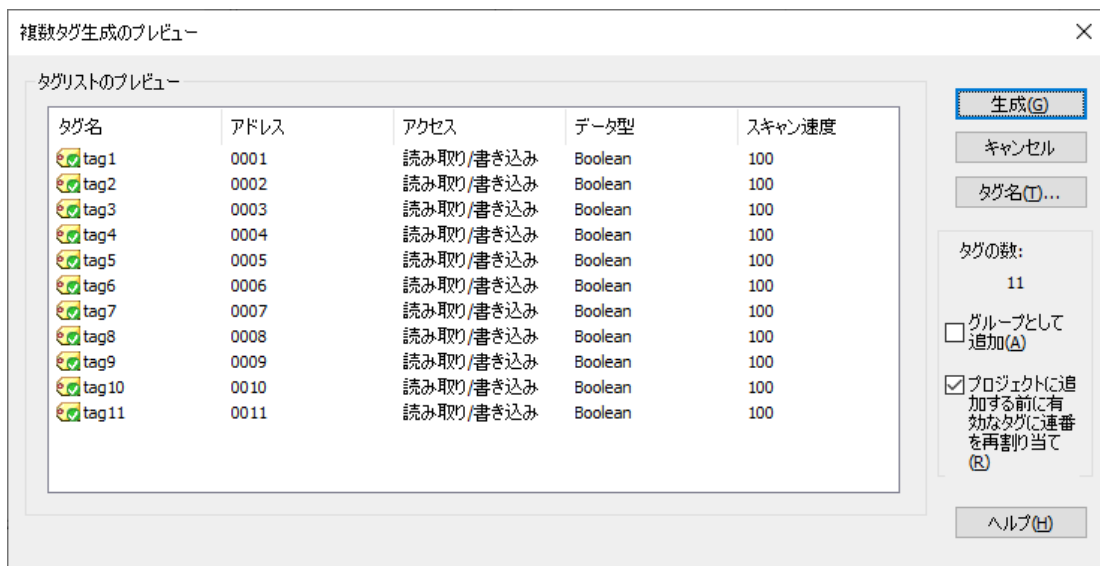 複数タグ生成のプレビュー
タグリストのプレビュー
タグ名 アドレス アクセス データ型 スキャン速度
tag1 0001 読み取り/書き込み Boolean 100
tag2 0002 読み取り/書き込み Boolean 100
tag3 0003 読み取り/書き込み Boolean 100
tag4 0004 読み取り/書き込み Boolean 100
tag5 0005 読み取り/書き込み Boolean 100
tag6 0006 読み取り/書き込み Boolean 100
tag7 0007 読み取り/書き込み Boolean 100
tag8 0008 読み取り/書き込み Boolean 100
tag9 0009 読み取り/書き込み Boolean 100
tag10 0010 読み取り/書き込み Boolean 100
tag11 0011 読み取り/書き込み Boolean 100
生成(G)
キャンセル
タグ名(T)...
タグの数:
11
グループとして
追加(A)
プロジェクトに追
加する前に有
効なタグに連番
を再割り当て
(R)
ヘルプ(H)